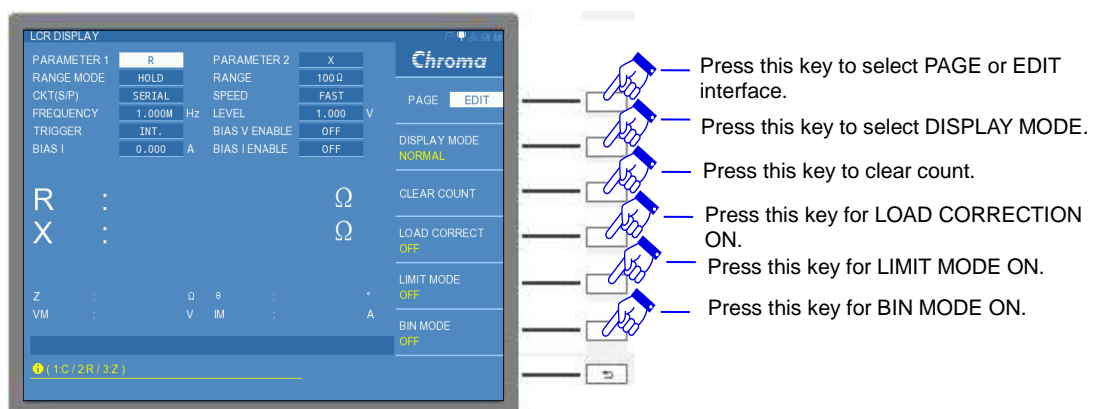 LCR DISPLAY
Chroma
PARAMETER 1 R PARAMETER 2 X
RANGE MODE HOLD RANGE 100 Ω
CKT(S/P) SERIAL SPEED FAST
FREQUENCY 1.000M Hz LEVEL 1.000 V
TRIGGER INT. BIAS V ENABLE OFF
BIAS I 0.000 A BIAS I ENABLE OFF
R : Ω
X : Ω
Z : Ω θ : °
VM : V IM : A
ⓘ ( 1:C / 2:R / 3:Z )
PAGE EDIT
DISPLAY MODE
NORMAL
CLEAR COUNT
LOAD CORRECT
OFF
LIMIT MODE
OFF
BIN MODE
OFF
Press this key to select PAGE or EDIT
interface.
Press this key to select DISPLAY MODE.
Press this key to clear count.
Press this key for LOAD CORRECTION
ON.
Press this key for LIMIT MODE ON.
Press this key for BIN MODE ON.